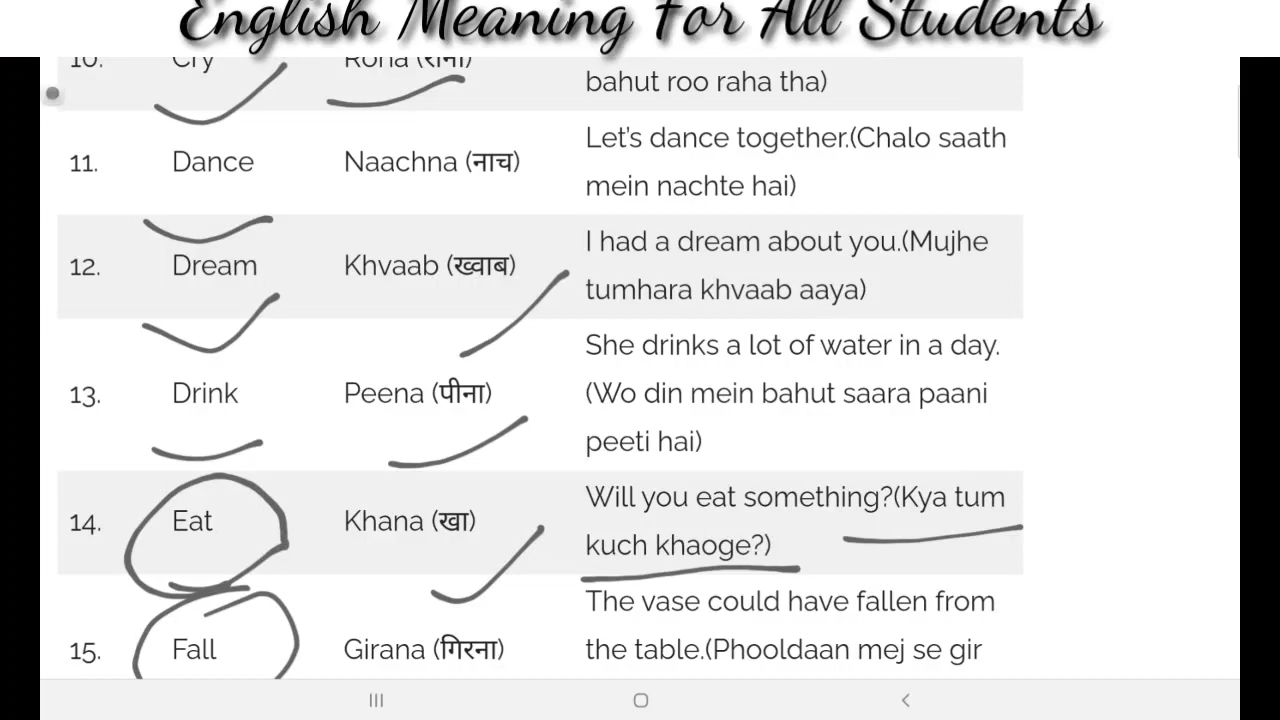 English Meaning For All Students
10. Cry Rona (रोना)
bahut roo raha tha)
11. Dance Naachna (नाच) Let's dance together.(Chalo saath
mein nachte hai)
12. Dream Khvaab (ख्वाब) I had a dream about you.(Mujhe
tumhara khvaab aaya)
13. Drink Peena (पीना) She drinks a lot of water in a day.
(Wo din mein bahut saara paani
peeti hai)
14. Eat Khana (खा) Will you eat something?(Kya tum
kuch khaoge?)
15. Fall Girana (गिरना) The vase could have fallen from
the table.(Phooldaan mej se gir